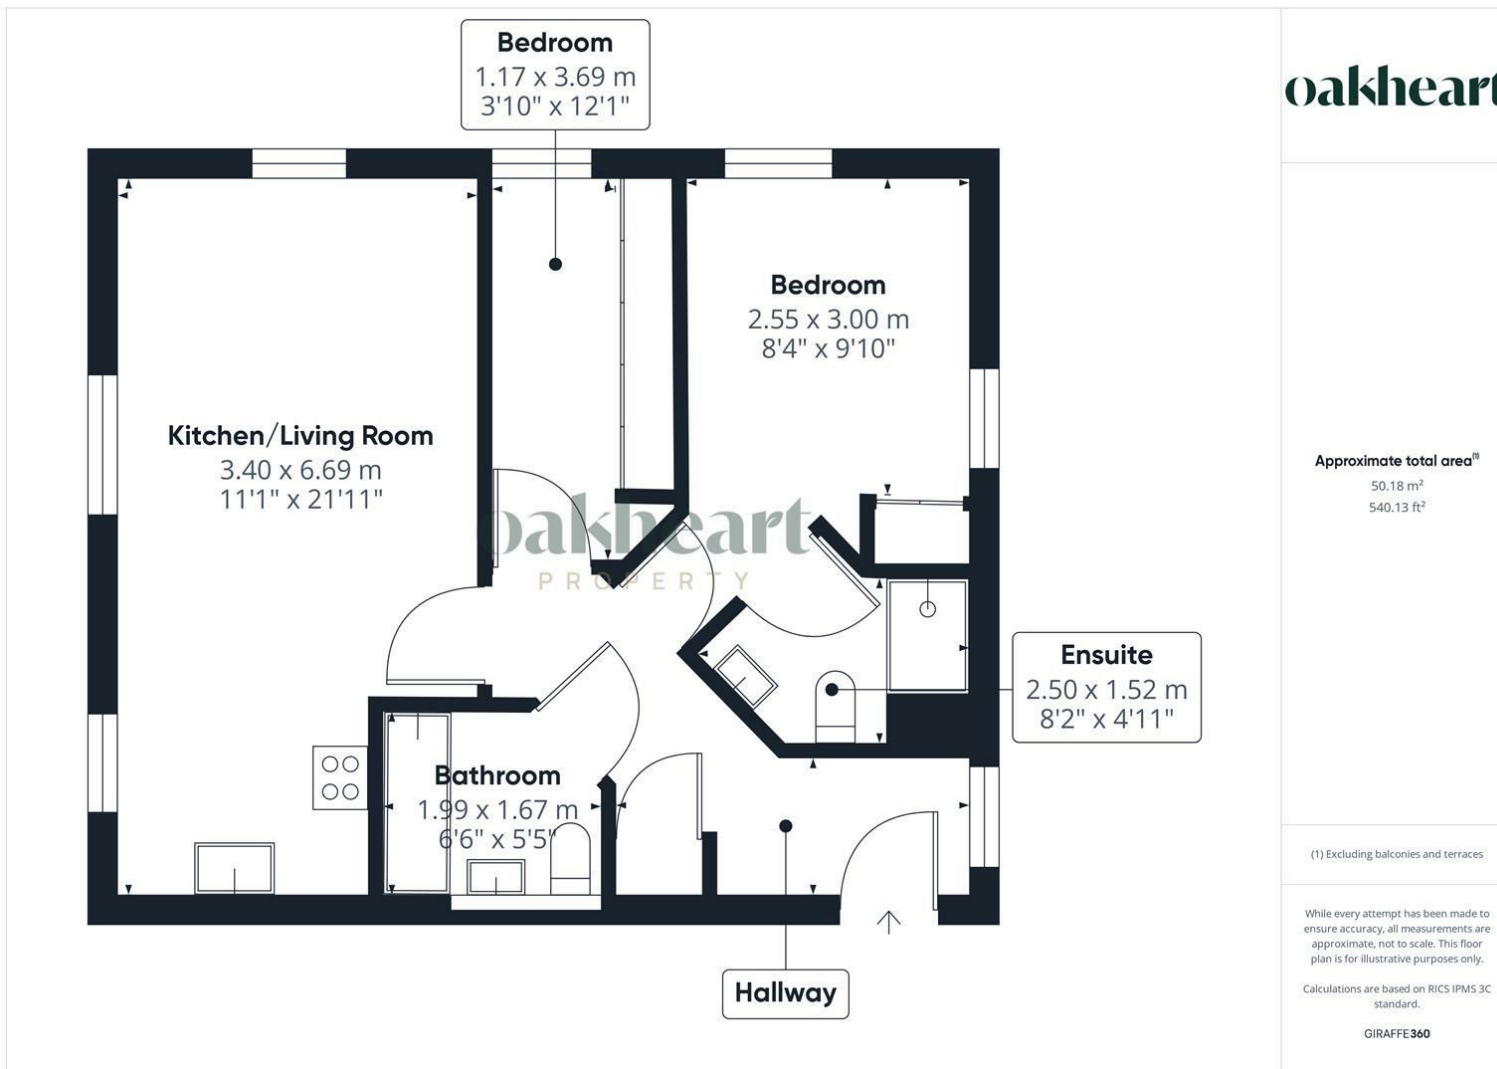 Bedroom
1.17 x 3.69 m
3'10" x 12'1"
oakheart
Bedroom
2.55 x 3.00 m
8'4" x 9'10"
Kitchen/Living Room
3.40 x 6.69 m
11'1" x 21'11"
oakheart
PROPERTY
Ensuite
2.50 x 1.52 m
8'2" x 4'11"
Bathroom
1.99 x 1.67 m
6'6" x 5'5"
Hallway
Approximate total area(1)
50.18 m²
540.13 ft²
(1) Excluding balconies and terraces
While every attempt has been made to
ensure accuracy, all measurements are
approximate, not to scale. This floor
plan is for illustrative purposes only.
Calculations are based on RICS IPMS 3C
standard.
GIRAFFE360